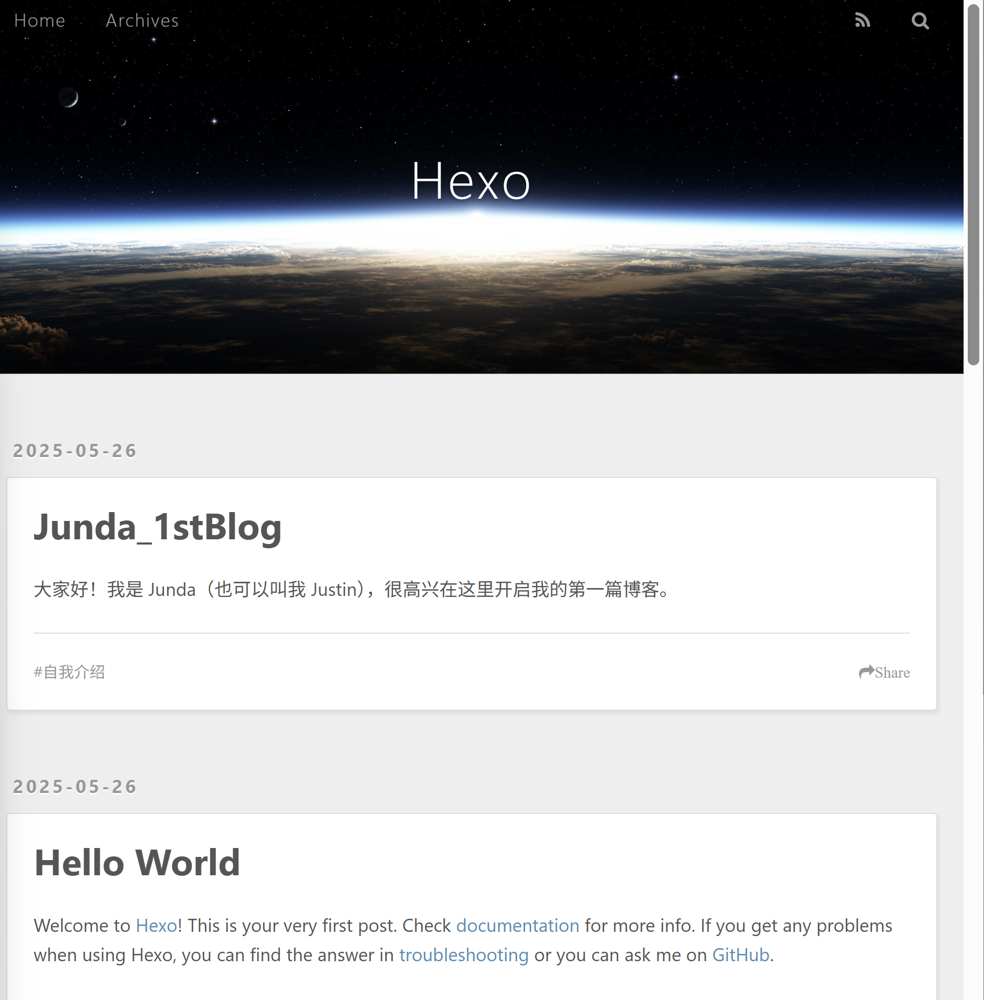 Home Archives
Hexo
2025-05-26
Junda_1stBlog
大家好！我是 Junda（也可以叫我 Justin），很高兴在这里开启我的第一篇博客。
#自我介绍 Share
2025-05-26
Hello World
Welcome to Hexo! This is your very first post. Check documentation for more info. If you get any problems
when using Hexo, you can find the answer in troubleshooting or you can ask me on GitHub.